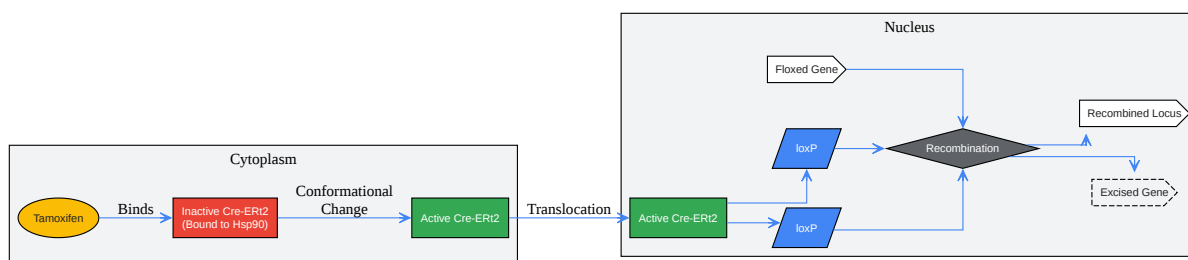 Nucleus
Floxed Gene
Recombined Locus
loxP
Recombination
Cytoplasm
Excised Gene
Tamoxifen
Binds
Inactive Cre-ERt2
(Bound to Hsp90)
Conformational
Change
Active Cre-ERt2
Translocation
Active Cre-ERt2
loxP